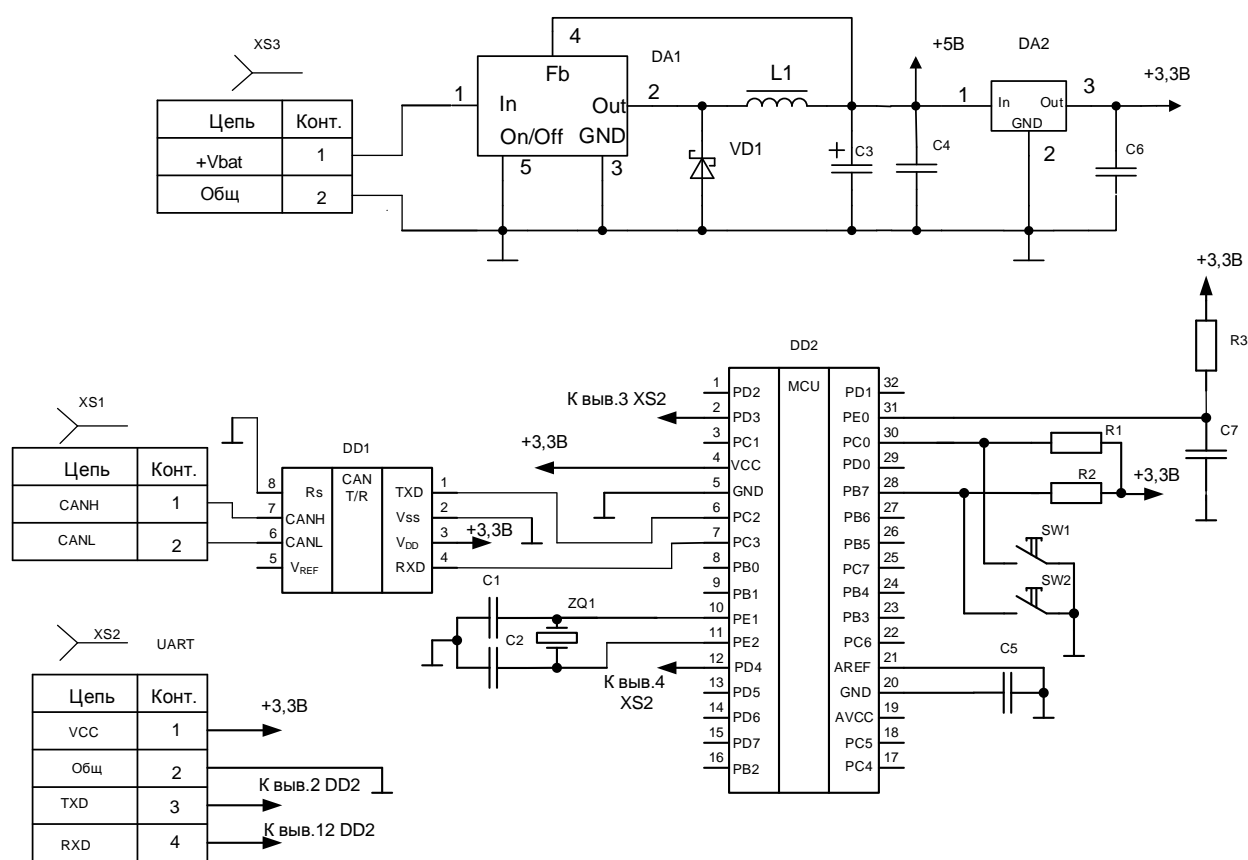 XS3
Цепь Конт.
+Vbat 1
Общ 2
1 In
4 Fb
DA1
Out 2
On/Off GND
5 3
L1
VD1
+ C3
C4
+5В
DA2
1 In Out 3
GND
2
+3,3В
C6
+3,3В
R3
C7
XS1
Цепь Конт.
CANH 1
CANL 2
DD1
8 Rs CAN T/R TXD 1
7 CANH Vss 2
6 CANL VDD 3
5 VREF RXD 4
+3,3В
К выв.3 XS2
+3,3В
DD2
MCU
1 PD2 PD1 32
2 PD3 PE0 31
3 PC1 PC0 30
4 VCC PD0 29
5 GND PB7 28
6 PC2 PB6 27
7 PC3 PB5 26
8 PB0 PC7 25
9 PB1 PB4 24
10 PE1 PB3 23
11 PE2 PC6 22
12 PD4 AREF 21
13 PD5 GND 20
14 PD6 AVCC 19
15 PD7 PC5 18
16 PB2 PC4 17
R1
R2
+3,3В
SW1
SW2
C5
C1
C2
ZQ1
К выв.4
XS2
XS2 UART
Цепь Конт.
VCC 1
Общ 2
TXD 3
RXD 4
+3,3В
К выв.2 DD2
К выв.12 DD2